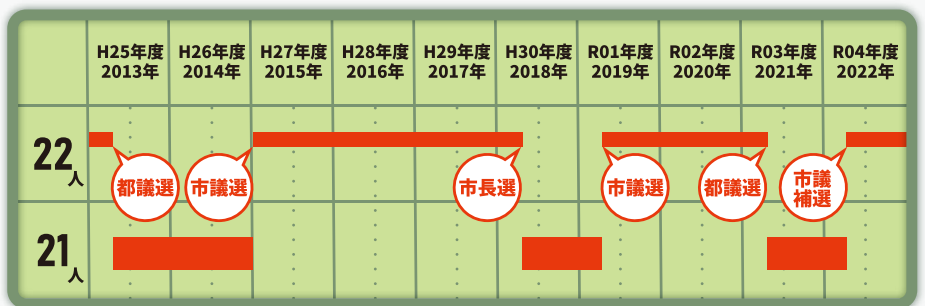 H25年度
2013年
H26年度
2014年
H27年度
2015年
H28年度
2016年
H29年度
2017年
H30年度
2018年
R01年度
2019年
R02年度
2020年
R03年度
2021年
R04年度
2022年
22人
都議選
市議選
市長選
市議選
都議選
市議
補選
21人